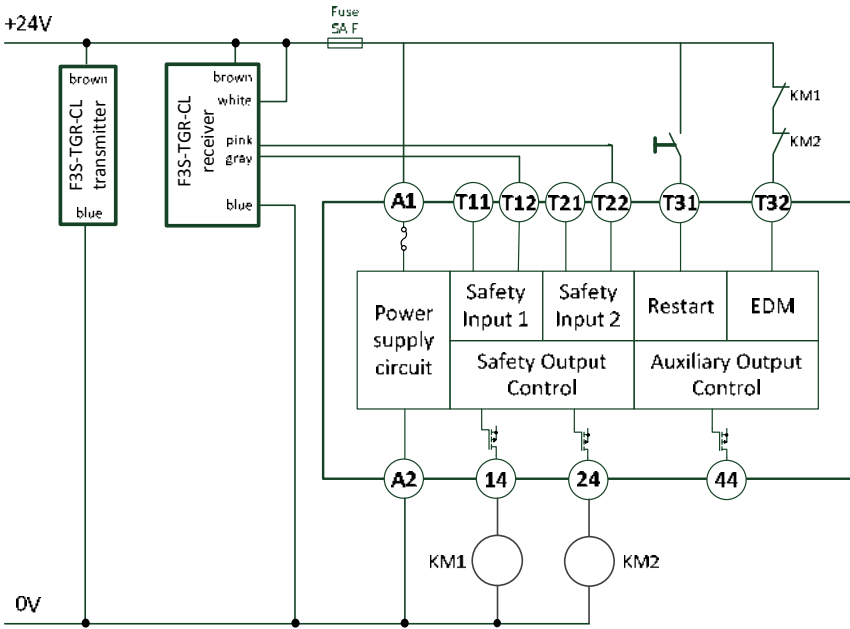 +24V
Fuse
5A F
brown
F3S-TGR-CL
transmitter
blue
brown
white
F3S-TGR-CL
receiver
pink
gray
blue
KM1
KM2
A1
T11
T12
T21
T22
T31
T32
Power
supply
circuit
Safety
Input 1
Safety
Input 2
Restart
EDM
Safety Output
Control
Auxiliary Output
Control
A2
14
24
44
KM1
KM2
0V